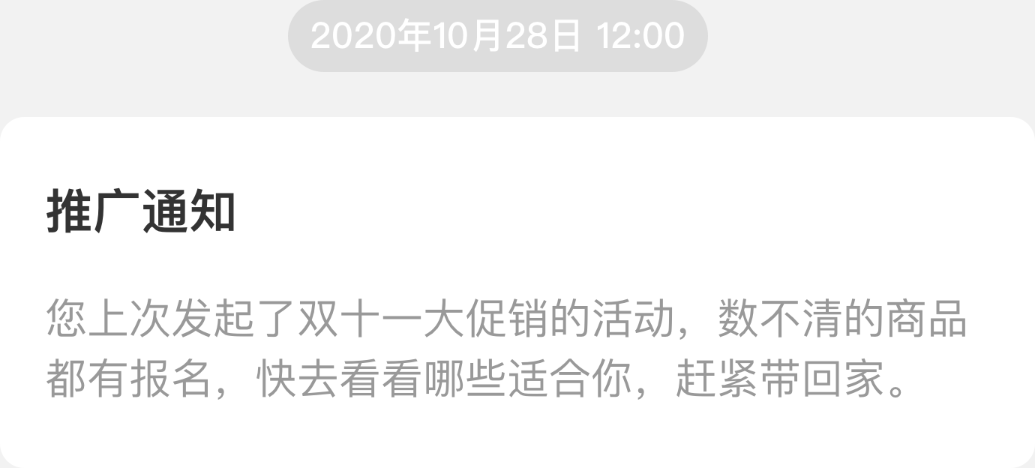 2020年10月28日 12:00
推广通知
您上次发起了双十一大促销的活动，数不清的商品
都有报名，快去看看哪些适合你，赶紧带回家。